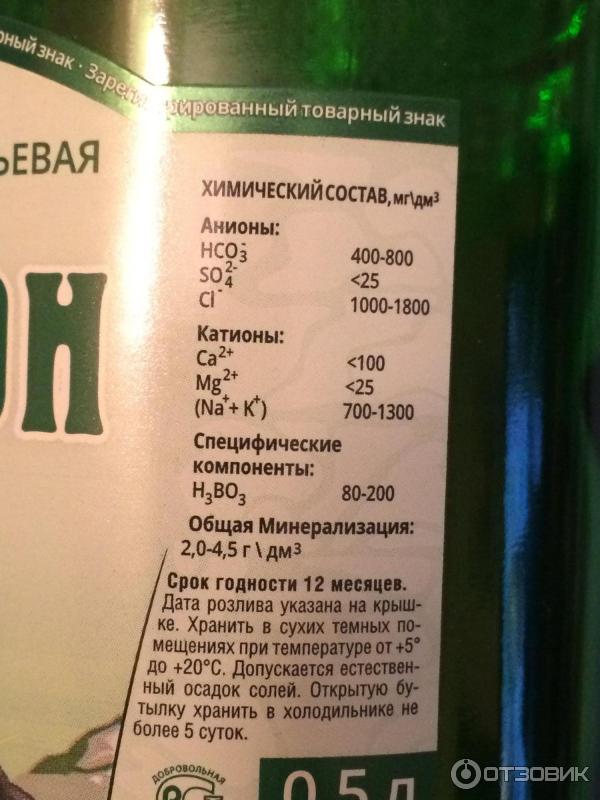 знак · Зарегистрированный товарный знак
ХИМИЧЕСКИЙ СОСТАВ, мг\дм³
Анионы:
HCO₃⁻ 400-800
SO₄²⁻ <25
Cl⁻ 1000-1800
Катионы:
Ca²⁺ <100
Mg²⁺ <25
(Na⁺+ K⁺) 700-1300
Специфические
компоненты:
H₃BO₃ 80-200
Общая Минерализация:
2,0-4,5 г \ дм³
Срок годности 12 месяцев.
Дата розлива указана на крыш-
ке. Хранить в сухих темных по-
мещениях при температуре от +5°
до +20°C. Допускается естествен-
ный осадок солей. Открытую бу-
тылку хранить в холодильнике не
более 5 суток.
ДОБРОВОЛЬНАЯ
0,5 л
ОТЗОВИК